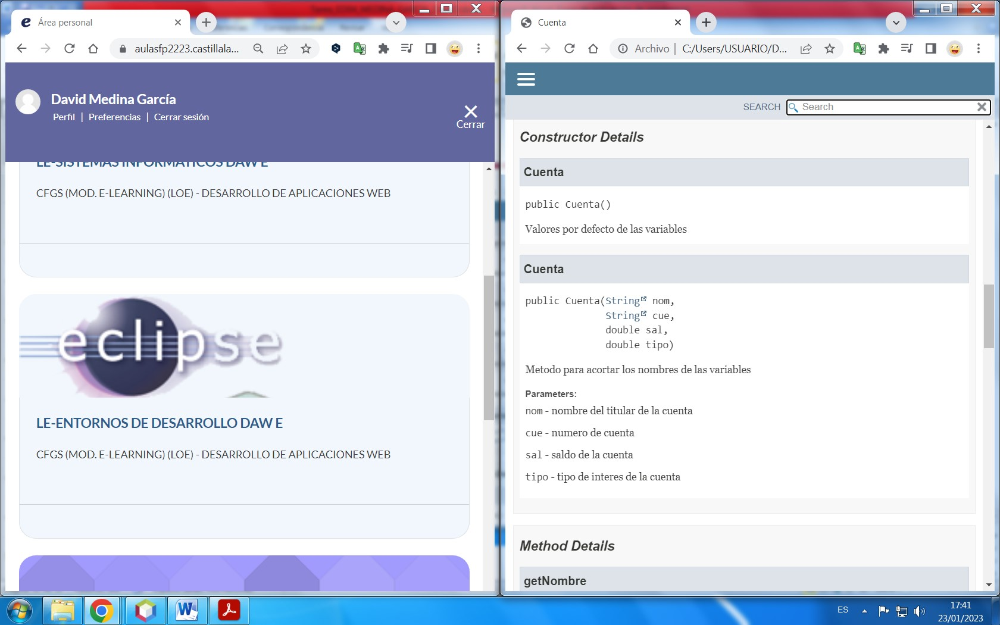 Área personal
aulasfp2223.castillala...
David Medina García
Perfil | Preferencias | Cerrar sesión
Cerrar
LE-SISTEMAS INFORMÁTICOS DAW E
CFGS (MOD. E-LEARNING) (LOE) - DESARROLLO DE APLICACIONES WEB
eclipse
LE-ENTORNOS DE DESARROLLO DAW E
CFGS (MOD. E-LEARNING) (LOE) - DESARROLLO DE APLICACIONES WEB
Cuenta
Archivo | C:/Users/USUARIO/D...
SEARCH Search
Constructor Details
Cuenta
public Cuenta()
Valores por defecto de las variables
Cuenta
public Cuenta(String nom,
String cue,
double sal,
double tipo)
Metodo para acortar los nombres de las variables
Parameters:
nom - nombre del titular de la cuenta
cue - numero de cuenta
sal - saldo de la cuenta
tipo - tipo de interes de la cuenta
Method Details
getNombre
ES
17:41
23/01/2023